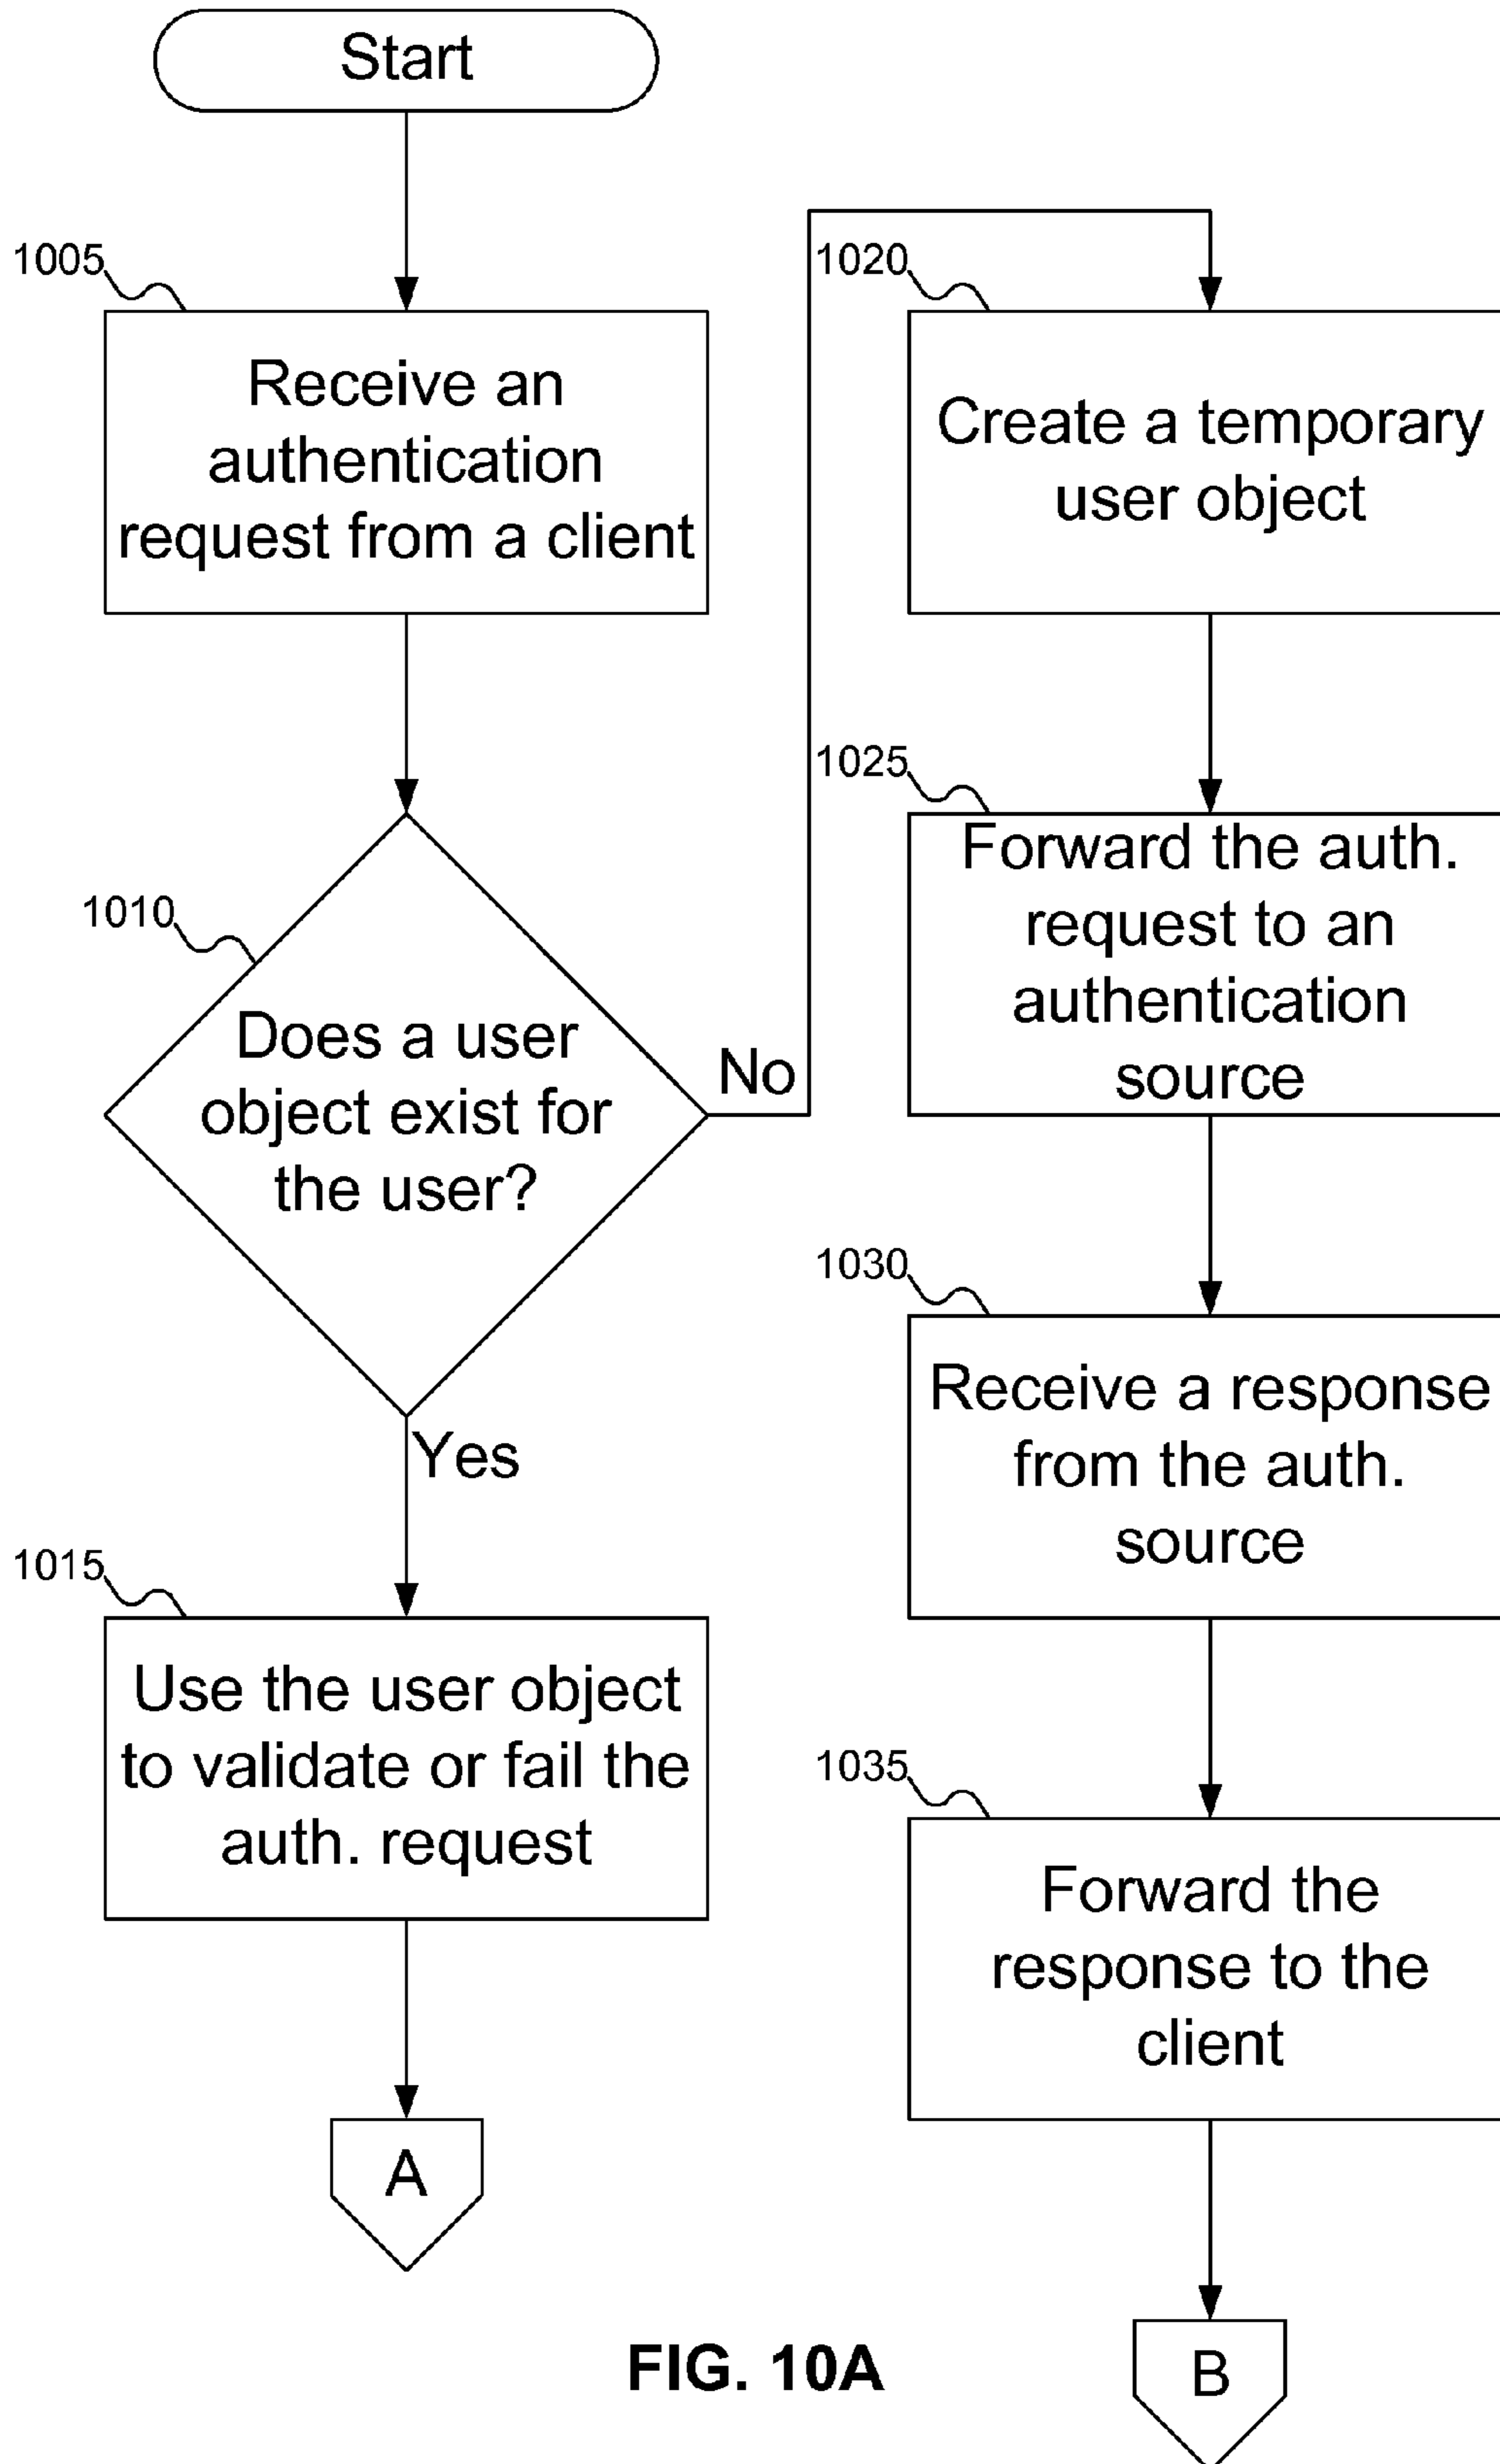 Start
1005
Receive an
authentication
request from a client
1010
Does a user
object exist for
the user?
No
Yes
1015
Use the user object
to validate or fail the
auth. request
A
1020
Create a temporary
user object
1025
Forward the auth.
request to an
authentication
source
1030
Receive a response
from the auth.
source
1035
Forward the
response to the
client
B
FIG. 10A